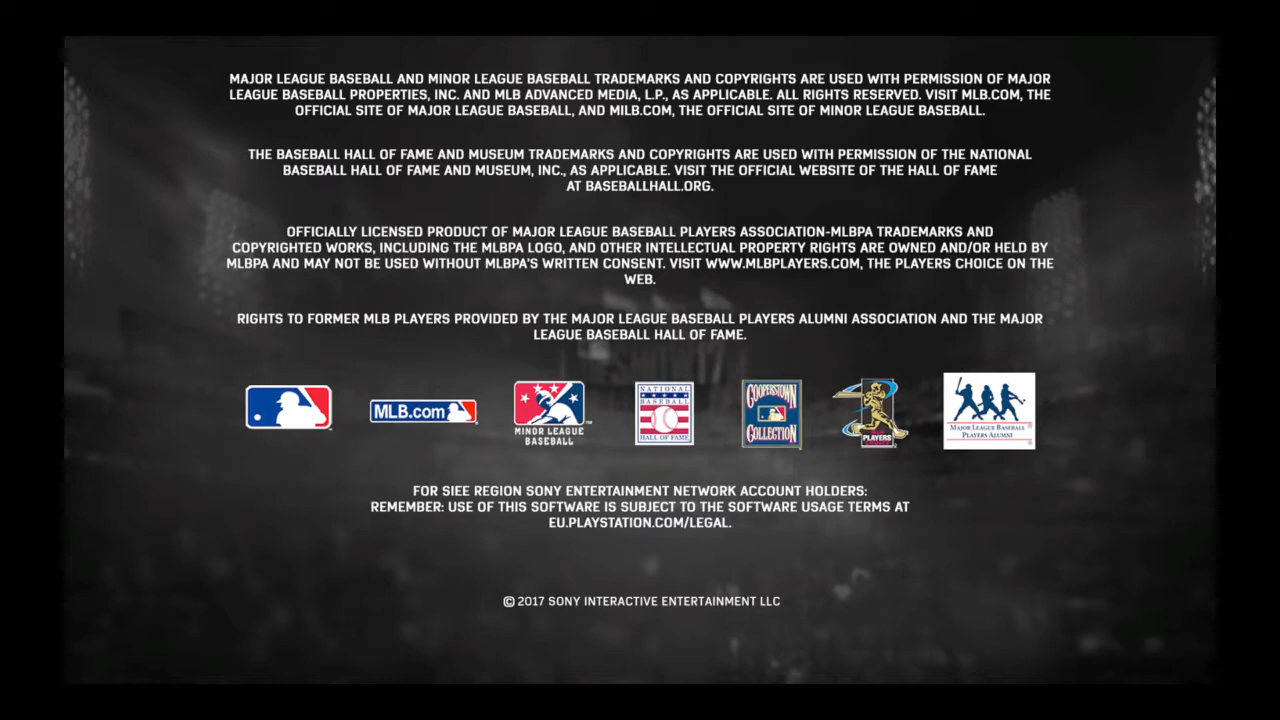 MAJOR LEAGUE BASEBALL AND MINOR LEAGUE BASEBALL TRADEMARKS AND COPYRIGHTS ARE USED WITH PERMISSION OF MAJOR
LEAGUE BASEBALL PROPERTIES, INC. AND MLB ADVANCED MEDIA, L.P., AS APPLICABLE. ALL RIGHTS RESERVED. VISIT MLB.COM, THE
OFFICIAL SITE OF MAJOR LEAGUE BASEBALL, AND MILB.COM, THE OFFICIAL SITE OF MINOR LEAGUE BASEBALL.
THE BASEBALL HALL OF FAME AND MUSEUM TRADEMARKS AND COPYRIGHTS ARE USED WITH PERMISSION OF THE NATIONAL
BASEBALL HALL OF FAME AND MUSEUM, INC., AS APPLICABLE. VISIT THE OFFICIAL WEBSITE OF THE HALL OF FAME
AT BASEBALLHALL.ORG.
OFFICIALLY LICENSED PRODUCT OF MAJOR LEAGUE BASEBALL PLAYERS ASSOCIATION-MLBPA TRADEMARKS AND
COPYRIGHTED WORKS, INCLUDING THE MLBPA LOGO, AND OTHER INTELLECTUAL PROPERTY RIGHTS ARE OWNED AND/OR HELD BY
MLBPA AND MAY NOT BE USED WITHOUT MLBPA'S WRITTEN CONSENT. VISIT WWW.MLBPLAYERS.COM, THE PLAYERS CHOICE ON THE
WEB.
RIGHTS TO FORMER MLB PLAYERS PROVIDED BY THE MAJOR LEAGUE BASEBALL PLAYERS ALUMNI ASSOCIATION AND THE MAJOR
LEAGUE BASEBALL HALL OF FAME.
MLB.com
MINOR LEAGUE
BASEBALL
NATIONAL
BASEBALL
HALL OF FAME
COOPERSTOWN
COLLECTION
PLAYERS
MAJOR LEAGUE BASEBALL
PLAYERS ALUMNI
FOR SIEE REGION SONY ENTERTAINMENT NETWORK ACCOUNT HOLDERS:
REMEMBER: USE OF THIS SOFTWARE IS SUBJECT TO THE SOFTWARE USAGE TERMS AT
EU.PLAYSTATION.COM/LEGAL.
© 2017 SONY INTERACTIVE ENTERTAINMENT LLC